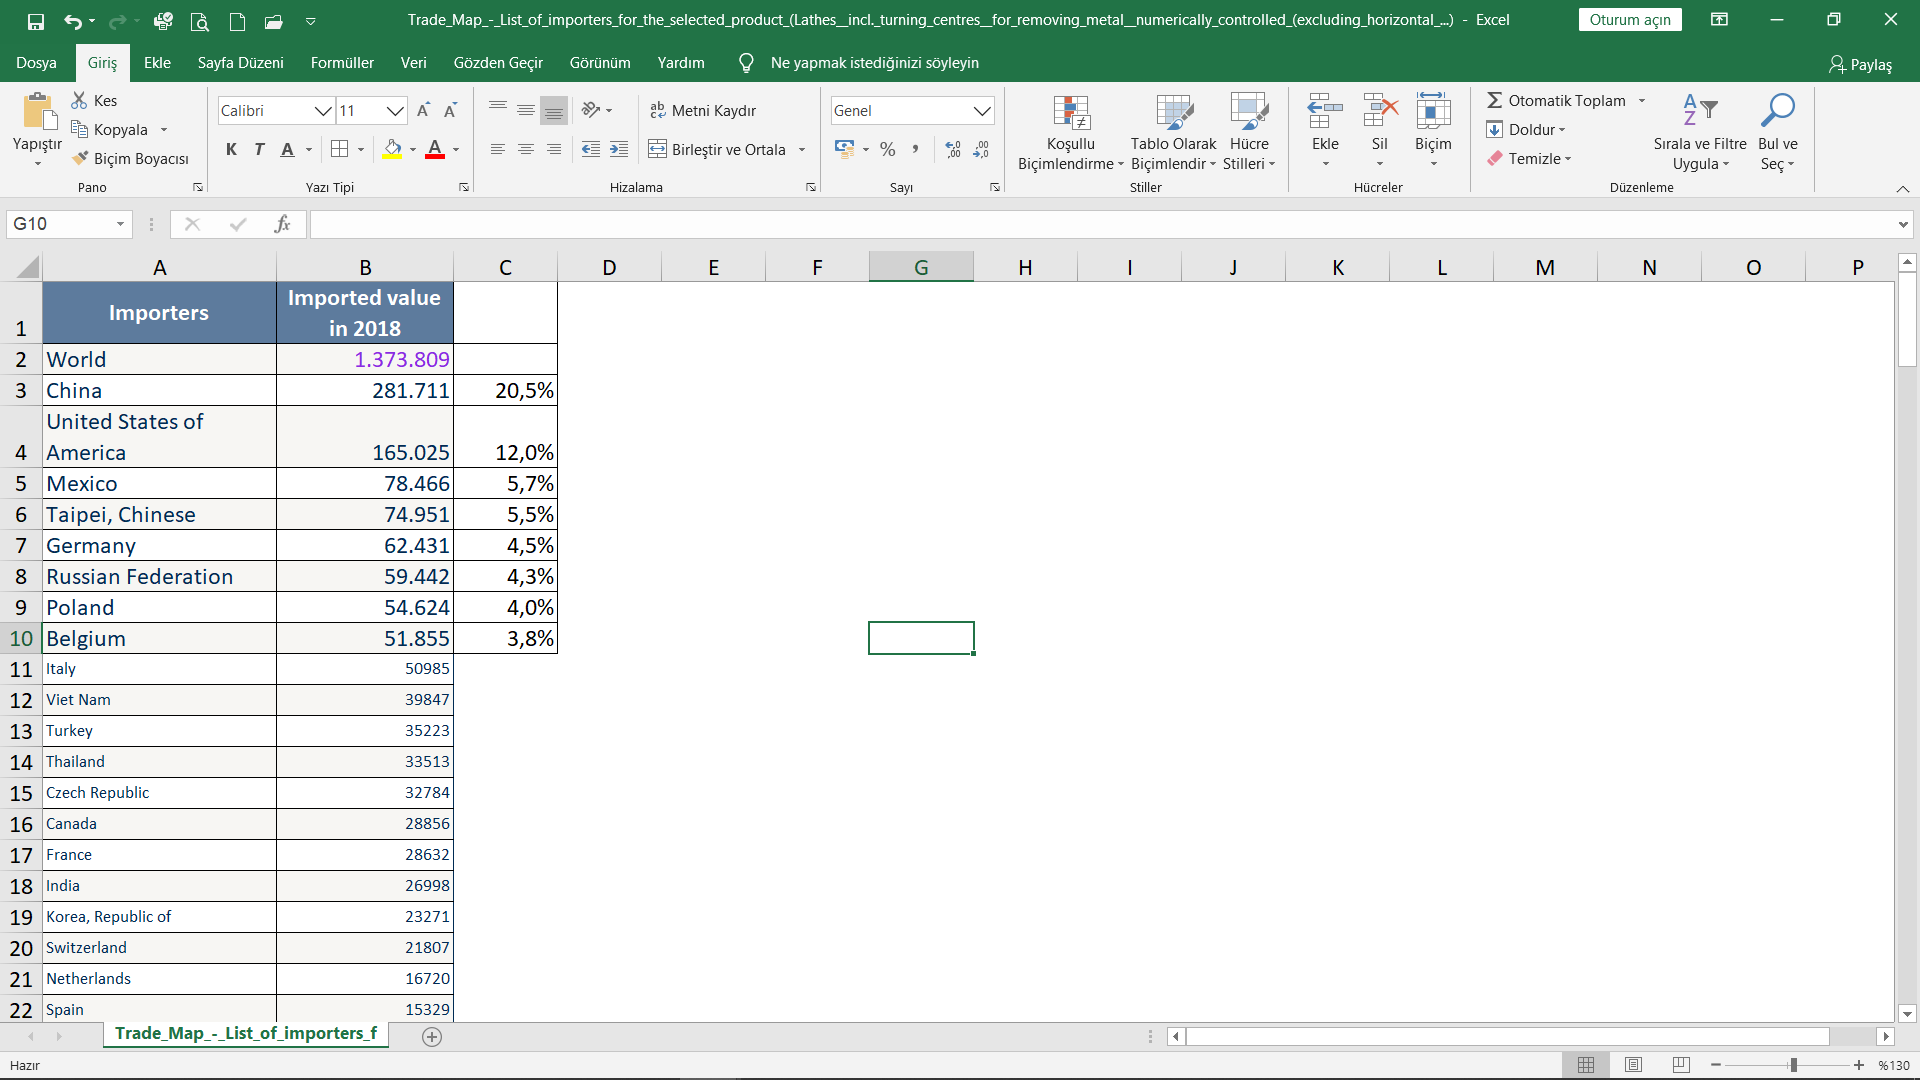 Trade_Map_-_List_of_importers_for_the_selected_product_(Lathes__incl._turning_centres__for_removing_metal__numerically_controlled_(excluding_horizontal_...) - Excel
Oturum açın
Dosya Giriş Ekle Sayfa Düzeni Formüller Veri Gözden Geçir Görünüm Yardım Ne yapmak istediğinizi söyleyin Paylaş
Yapıştır
Kes
Kopyala
Biçim Boyacısı
Pano
Calibri 11
K T A
Yazı Tipi
Metni Kaydır
Birleştir ve Ortala
Hizalama
Genel
% , ,00 ,00
Sayı
Koşullu Biçimlendirme
Tablo Olarak Biçimlendir
Hücre Stilleri
Stiller
Ekle Sil Biçim
Hücreler
Otomatik Toplam
Doldur
Temizle
Sırala ve Filtre Uygula
Bul ve Seç
Düzenleme
G10 fx
A B C D E F G H I J K L M N O P
1 Importers Imported value in 2018
2 World 1.373.809
3 China 281.711 20,5%
4 United States of America 165.025 12,0%
5 Mexico 78.466 5,7%
6 Taipei, Chinese 74.951 5,5%
7 Germany 62.431 4,5%
8 Russian Federation 59.442 4,3%
9 Poland 54.624 4,0%
10 Belgium 51.855 3,8%
11 Italy 50985
12 Viet Nam 39847
13 Turkey 35223
14 Thailand 33513
15 Czech Republic 32784
16 Canada 28856
17 France 28632
18 India 26998
19 Korea, Republic of 23271
20 Switzerland 21807
21 Netherlands 16720
22 Spain 15329
Trade_Map_-_List_of_importers_f
Hazır
%130